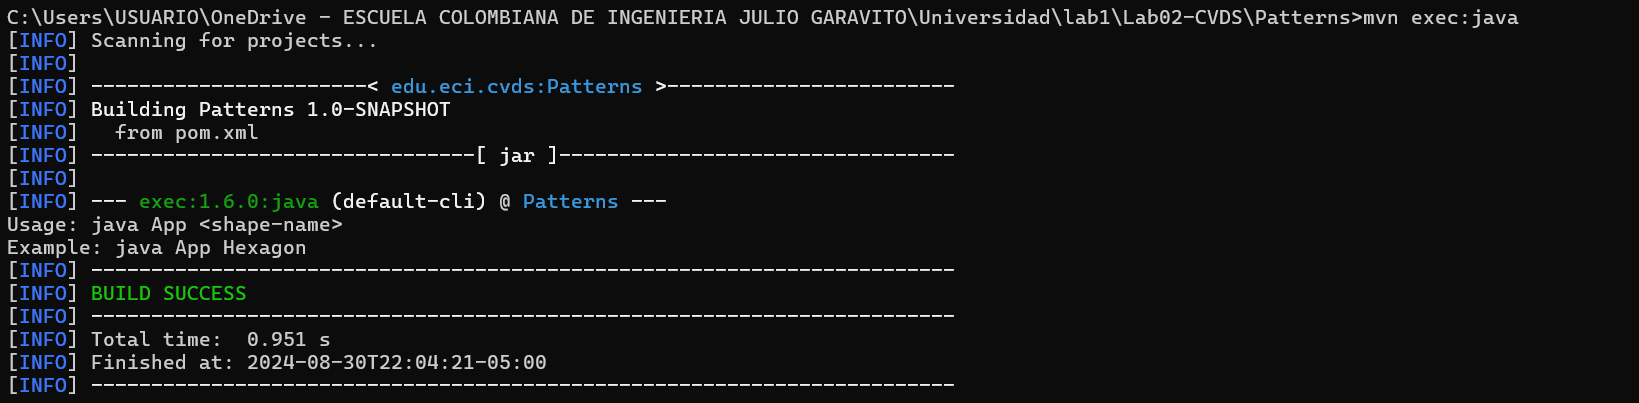 C:\Users\USUARIO\OneDrive - ESCUELA COLOMBIANA DE INGENIERIA JULIO GARAVITO\Universidad\lab1\Lab02-CVDS\Patterns>mvn exec:java
[INFO] Scanning for projects...
[INFO]
[INFO] -----------------------< edu.eci.cvds:Patterns >------------------------
[INFO] Building Patterns 1.0-SNAPSHOT
[INFO]   from pom.xml
[INFO] --------------------------------[ jar ]---------------------------------
[INFO]
[INFO] --- exec:1.6.0:java (default-cli) @ Patterns ---
Usage: java App <shape-name>
Example: java App Hexagon
[INFO] ------------------------------------------------------------------------
[INFO] BUILD SUCCESS
[INFO] ------------------------------------------------------------------------
[INFO] Total time:  0.951 s
[INFO] Finished at: 2024-08-30T22:04:21-05:00
[INFO] ------------------------------------------------------------------------